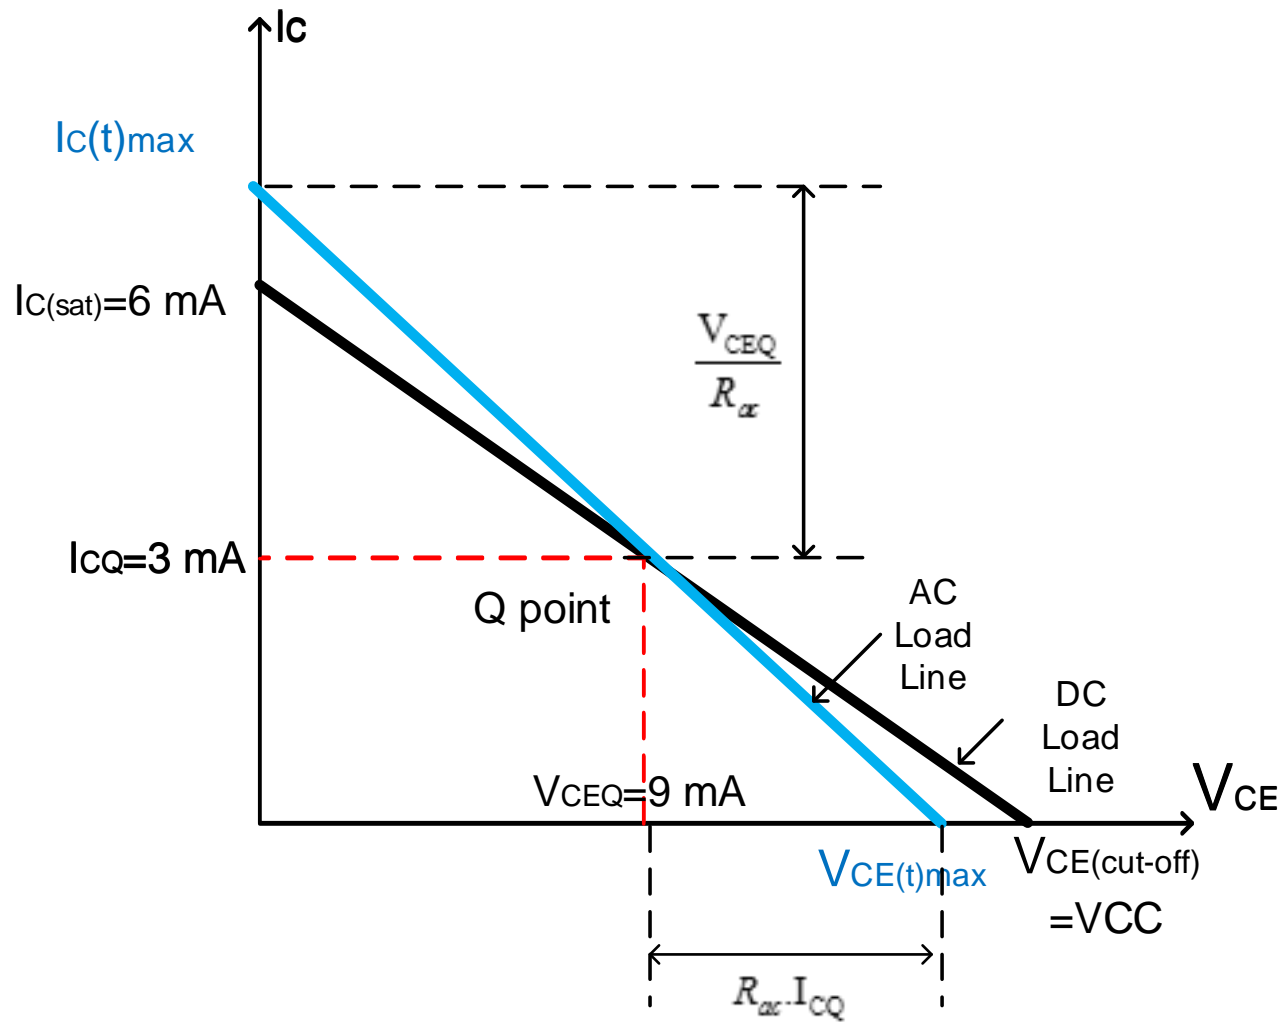 Ic
IC(t)max
IC(sat)=6 mA
VCEQ
Rac
ICQ=3 mA
Q point
AC
Load
Line
DC
Load
Line
VCEQ=9 mA
VCE
VCE(t)max
VCE(cut-off)
=VCC
Rac.ICQ